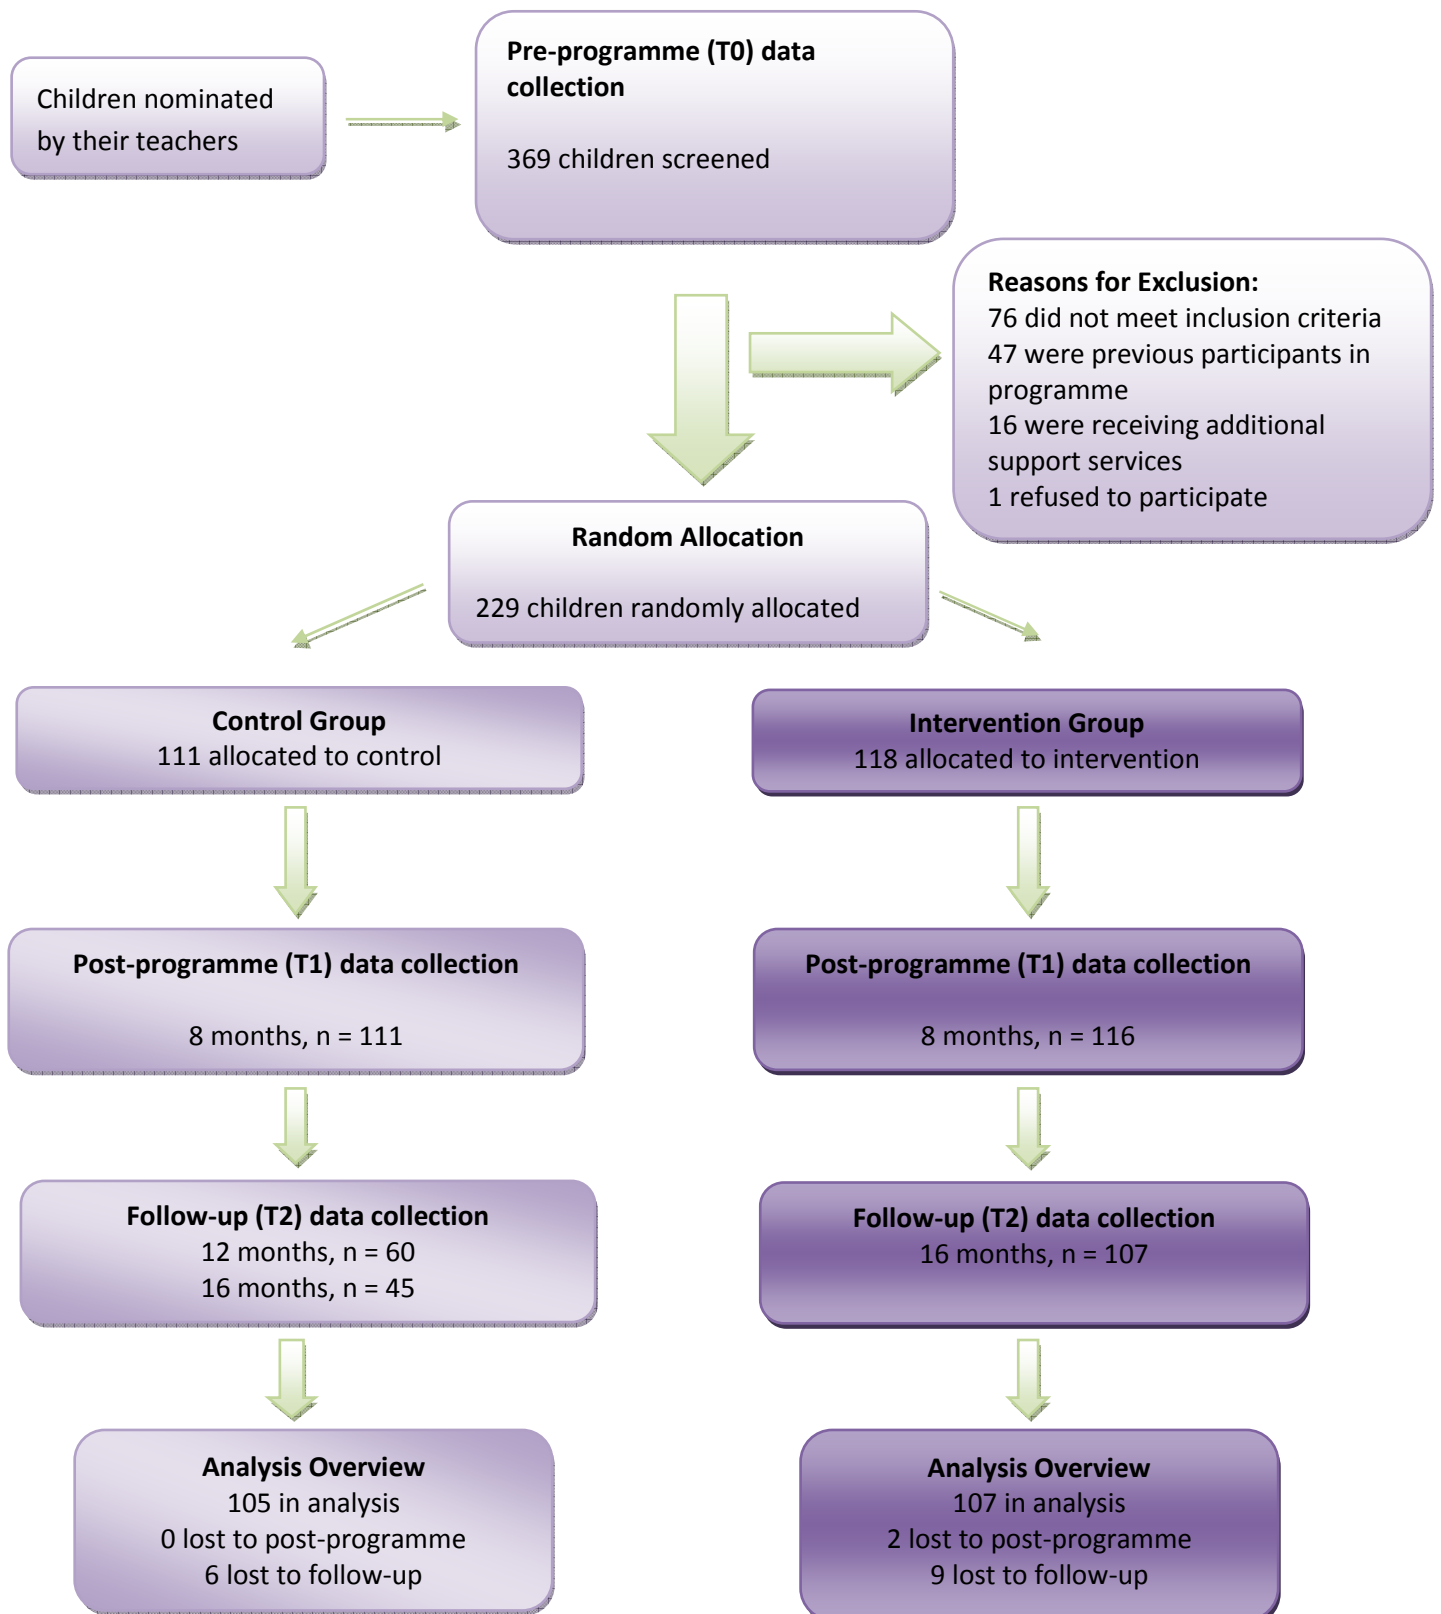 Children nominated
by their teachers
Pre-programme (T0) data
collection
369 children screened
Reasons for Exclusion:
76 did not meet inclusion criteria
47 were previous participants in
programme
16 were receiving additional
support services
1 refused to participate
Random Allocation
229 children randomly allocated
Control Group
111 allocated to control
Intervention Group
118 allocated to intervention
Post-programme (T1) data collection
8 months, n = 111
Post-programme (T1) data collection
8 months, n = 116
Follow-up (T2) data collection
12 months, n = 60
16 months, n = 45
Follow-up (T2) data collection
16 months, n = 107
Analysis Overview
105 in analysis
0 lost to post-programme
6 lost to follow-up
Analysis Overview
107 in analysis
2 lost to post-programme
9 lost to follow-up